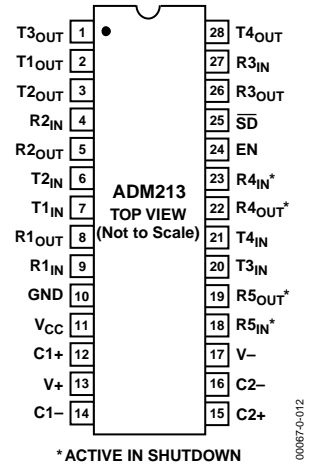 T3OUT 1 28 T4OUT
T1OUT 2 27 R3IN
T2OUT 3 26 R3OUT
R2IN 4 25 S̅D̅
R2OUT 5 24 EN
T2IN 6 23 R4IN*
T1IN 7 22 R4OUT*
R1OUT 8 21 T4IN
R1IN 9 20 T3IN
GND 10 19 R5OUT*
VCC 11 18 R5IN*
C1+ 12 17 V–
V+ 13 16 C2–
C1– 14 15 C2+
ADM213
TOP VIEW
(Not to Scale)
* ACTIVE IN SHUTDOWN
00067-0-012